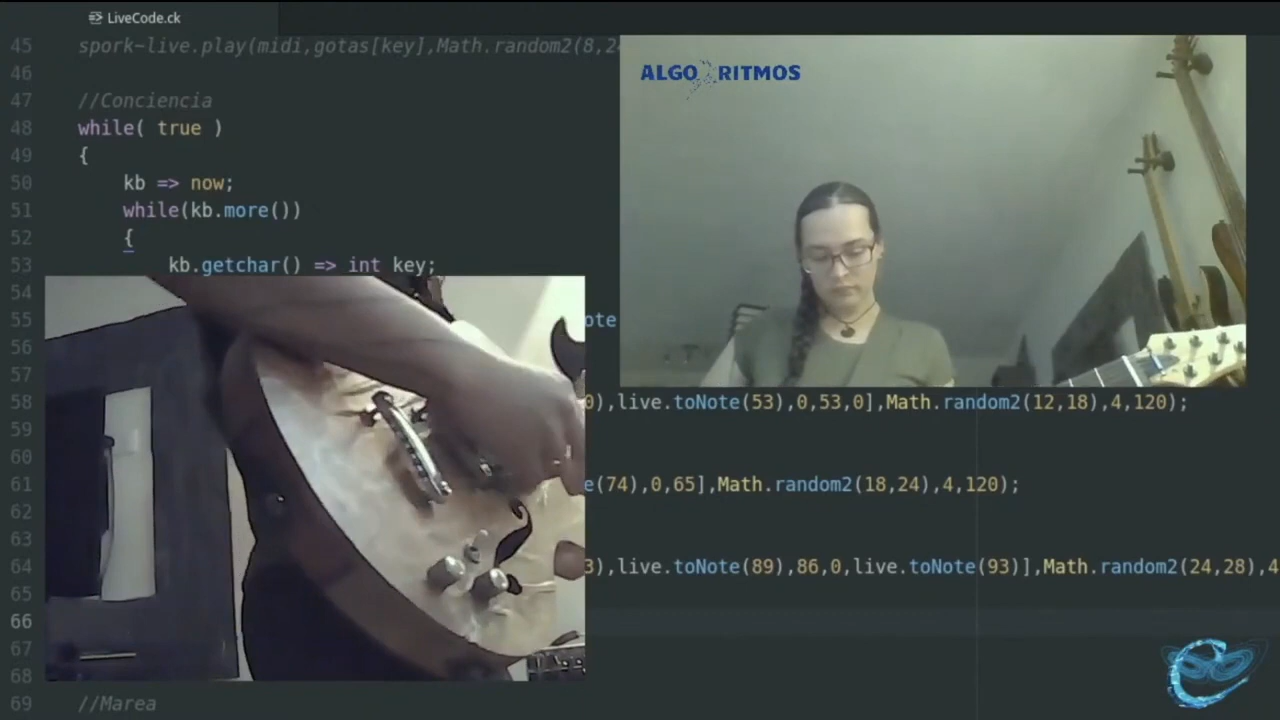 LiveCode.ck
45 spork~live.play(midi,gotas[key],Math.random2(8,24
ALGORITMOS
46
47 //Conciencia
48 while( true )
49 {
50 kb => now;
51 while(kb.more())
52 {
53 kb.getchar() => int key;
54
55 ote
56
57
58 0),live.toNote(53),0,53,0],Math.random2(12,18),4,120);
59
60
61 e(74),0,65],Math.random2(18,24),4,120);
62
63
64 3),live.toNote(89),86,0,live.toNote(93)],Math.random2(24,28),4
65
66
67
68
69 //Marea